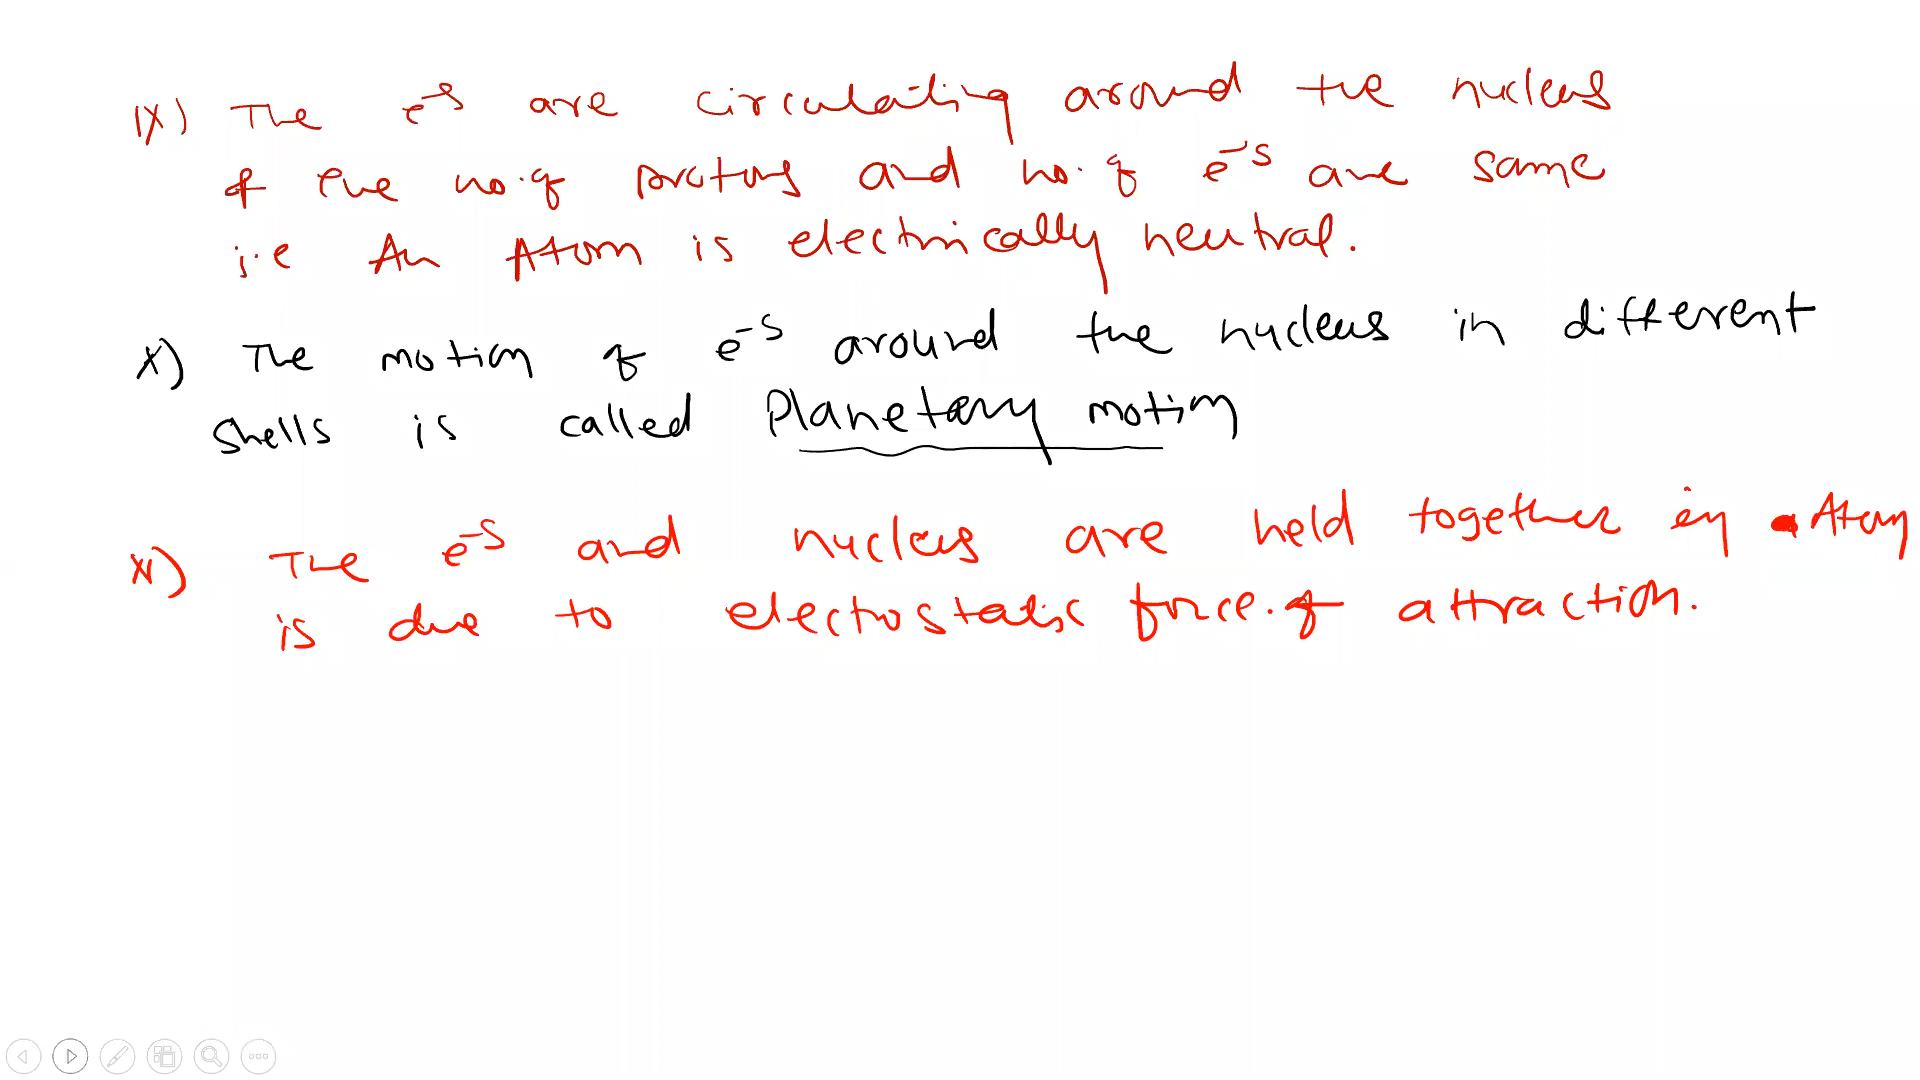 IX) The e⁻s are circulating around the nucleus
& the no. of protons and no. of e⁻s are same
i.e An Atom is electrically neutral.
X) The motion of e⁻s around the nucleus in different
shells is called Planetary motion
XI) The e⁻s and nucleus are held together in Atom
is due to electrostatic force of attraction.